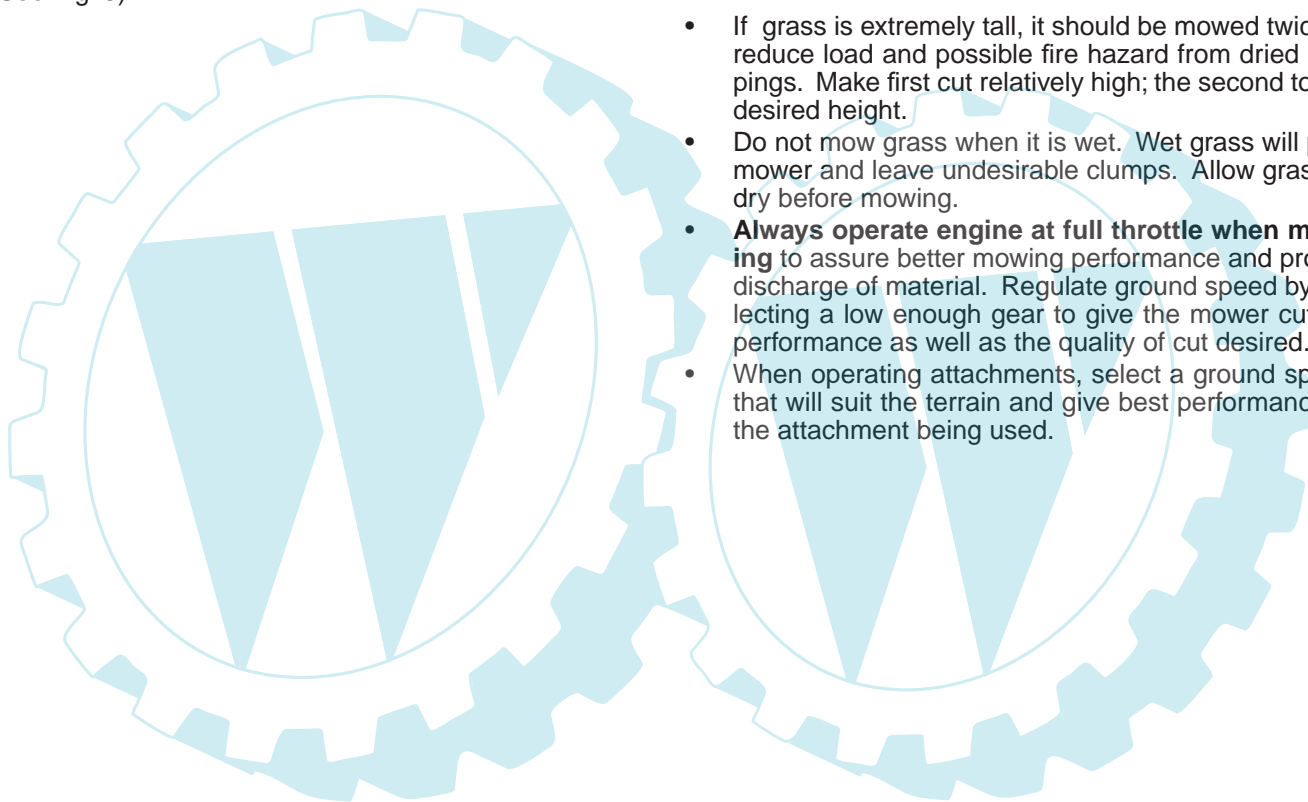 • If grass is extremely tall, it should be mowed twic
reduce load and possible fire hazard from dried
pings. Make first cut relatively high; the second to
desired height.
• Do not mow grass when it is wet. Wet grass will
mower and leave undesirable clumps. Allow gras
dry before mowing.
• Always operate engine at full throttle when m
ing to assure better mowing performance and pro
discharge of material. Regulate ground speed by
lecting a low enough gear to give the mower cu
performance as well as the quality of cut desired.
• When operating attachments, select a ground sp
that will suit the terrain and give best performanc
the attachment being used.